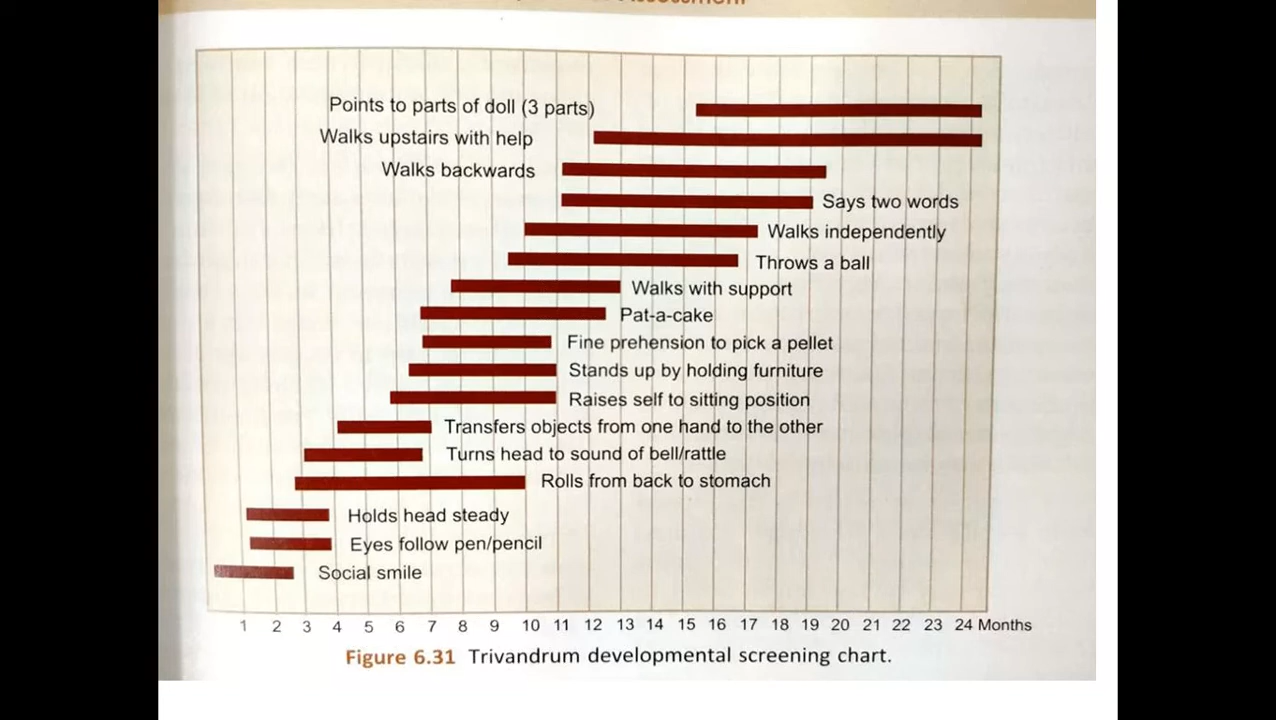 Assessment
Points to parts of doll (3 parts)
Walks upstairs with help
Walks backwards
Says two words
Walks independently
Throws a ball
Walks with support
Pat-a-cake
Fine prehension to pick a pellet
Stands up by holding furniture
Raises self to sitting position
Transfers objects from one hand to the other
Turns head to sound of bell/rattle
Rolls from back to stomach
Holds head steady
Eyes follow pen/pencil
Social smile
1 2 3 4 5 6 7 8 9 10 11 12 13 14 15 16 17 18 19 20 21 22 23 24 Months
Figure 6.31 Trivandrum developmental screening chart.